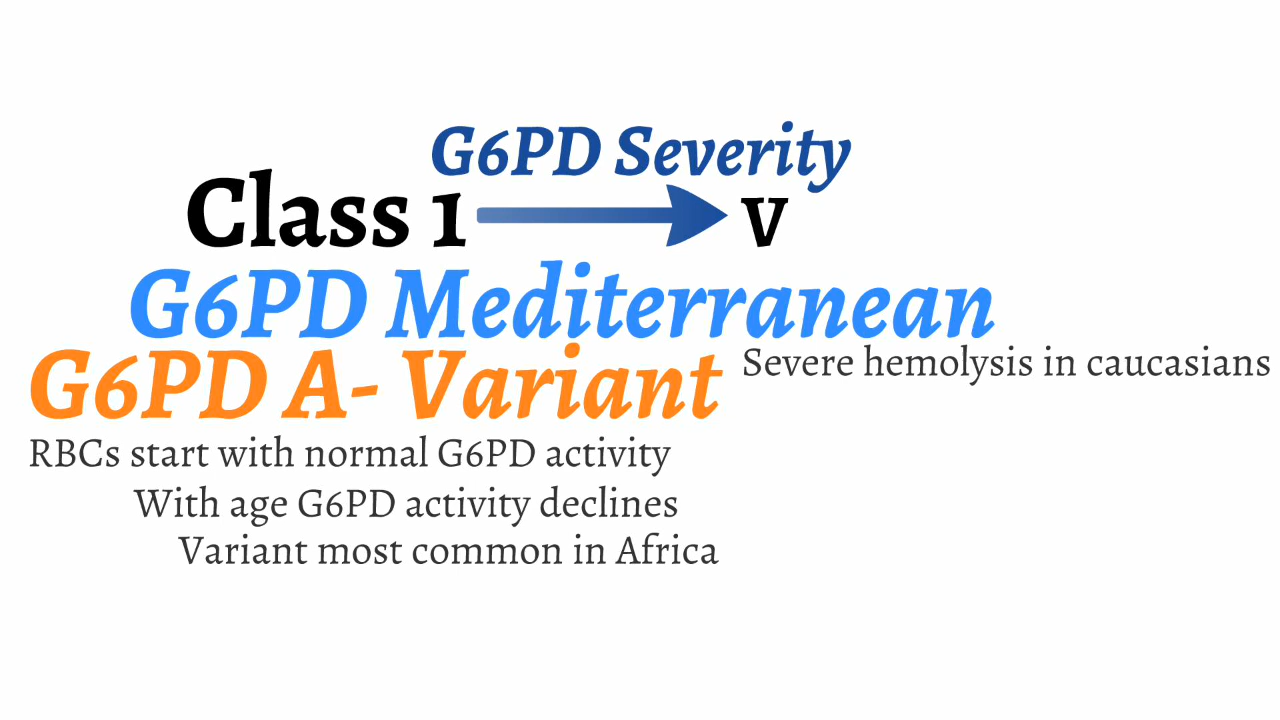 G6PD Severity
Class 1 V
G6PD Mediterranean
Severe hemolysis in caucasians
G6PD A- Variant
RBCs start with normal G6PD activity
With age G6PD activity declines
Variant most common in Africa